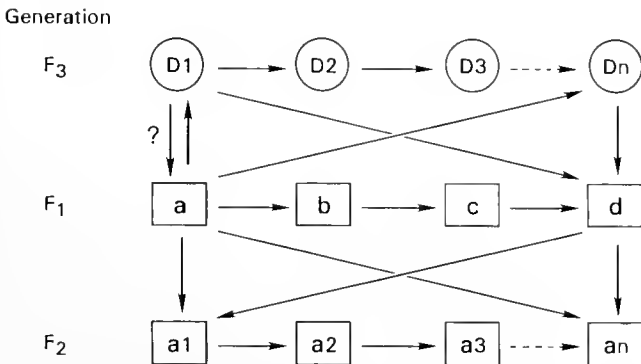 Generation
F3 D1 D2 D3 Dn
?
F1 a b c d
F2 a1 a2 a3 an